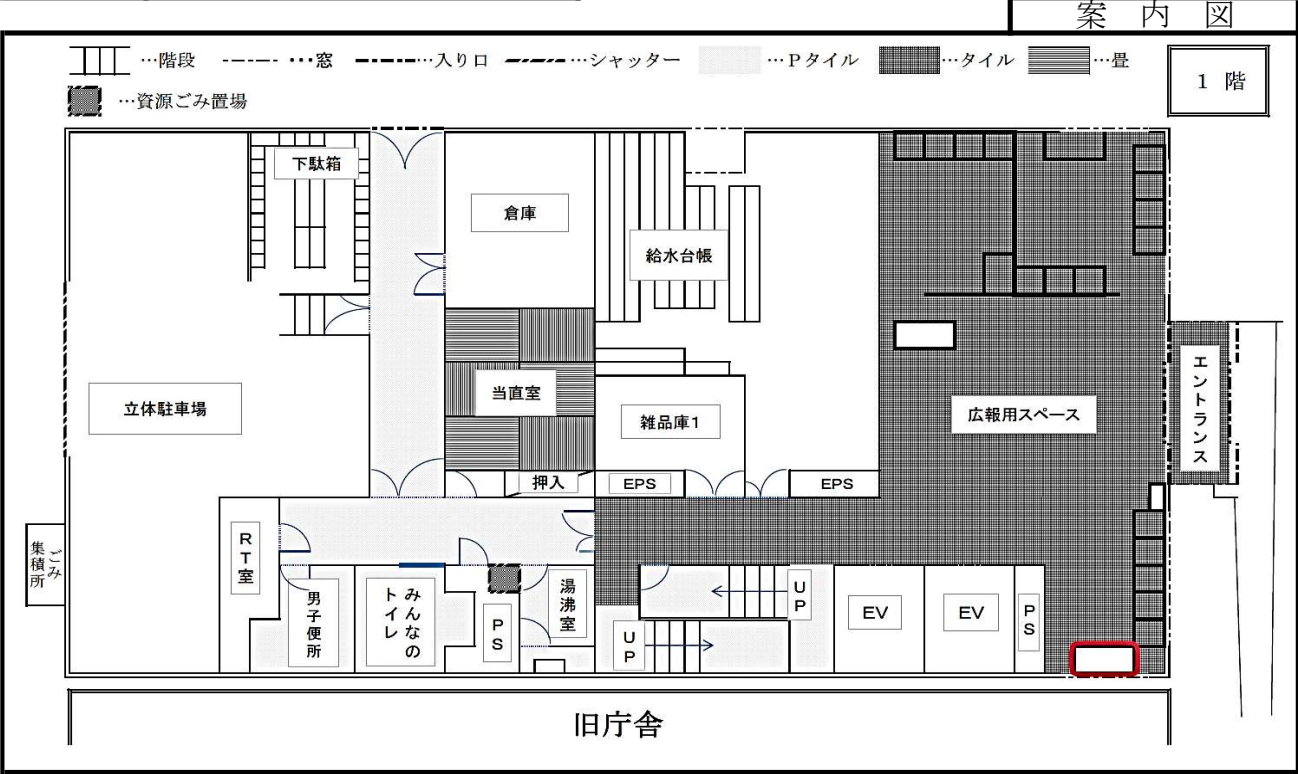 案 内 図
…階段
…窓
…入り口
…シャッター
…Pタイル
…タイル
…畳
…資源ごみ置場
1 階
下駄箱
倉庫
給水台帳
立体駐車場
当直室
雑品庫1
広報用スペース
エントランス
押入
EPS
EPS
ごみ
集積所
RT室
男子便所
みんなの
トイレ
PS
湯沸室
UP
UP
EV
EV
PS
旧庁舎